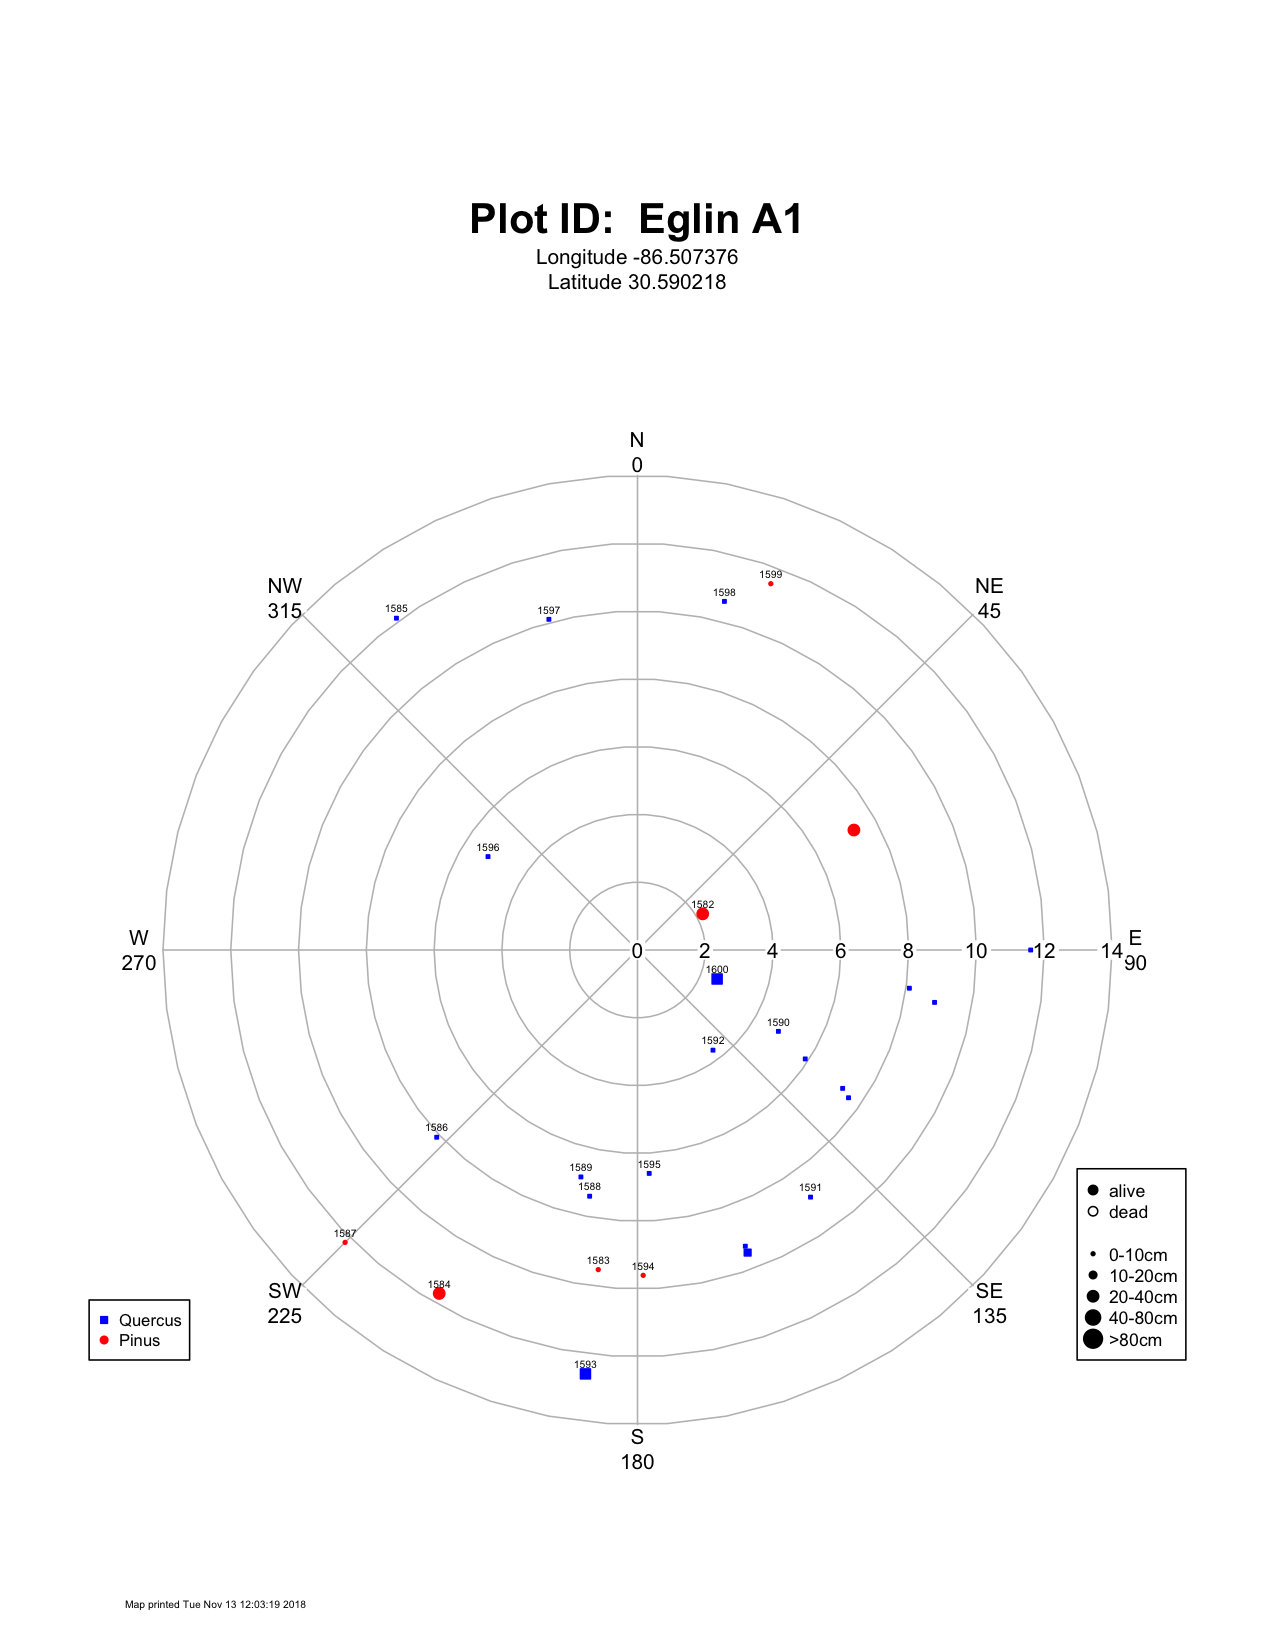 Plot ID:  Eglin A1
Longitude -86.507376
Latitude 30.590218
N
0
1599
NW
315
NE
45
1598
1585
1597
1596
1582
W
270
0 2 4 6 8 10 12 14
E
90
1600
1590
1592
1586
1589
1595
1588
1591
1587
1583
1594
SW
225
1584
SE
135
1593
alive
dead
0-10cm
10-20cm
20-40cm
40-80cm
>80cm
Quercus
Pinus
S
180
Map printed Tue Nov 13 12:03:19 2018